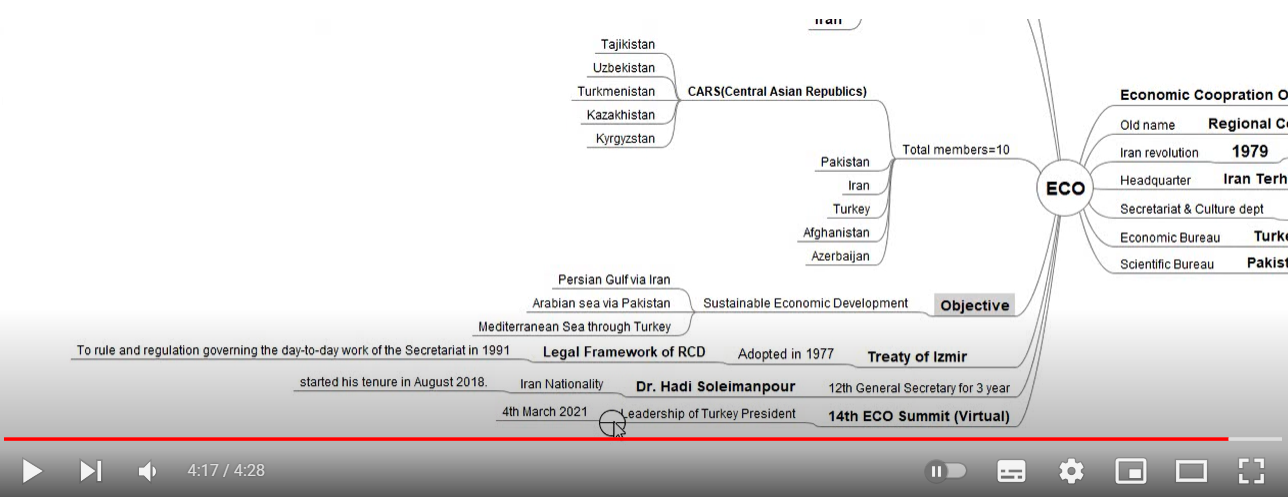 Iran
Tajikistan
Uzbekistan
Turkmenistan
Kazakhistan
Kyrgyzstan
CARS(Central Asian Republics)
Total members=10
Pakistan
Iran
Turkey
Afghanistan
Azerbaijan
ECO
Economic Coopration O
Old name Regional C
Iran revolution 1979
Headquarter Iran Terh
Secretariat & Culture dept
Economic Bureau Turk
Scientific Bureau Pakist
Persian Gulf via Iran
Arabian sea via Pakistan
Mediterranean Sea through Turkey
Sustainable Economic Development Objective
To rule and regulation governing the day-to-day work of the Secretariat in 1991 Legal Framework of RCD Adopted in 1977 Treaty of Izmir
started his tenure in August 2018. Iran Nationality Dr. Hadi Soleimanpour 12th General Secretary for 3 year
4th March 2021 Leadership of Turkey President 14th ECO Summit (Virtual)
4:17 / 4:28